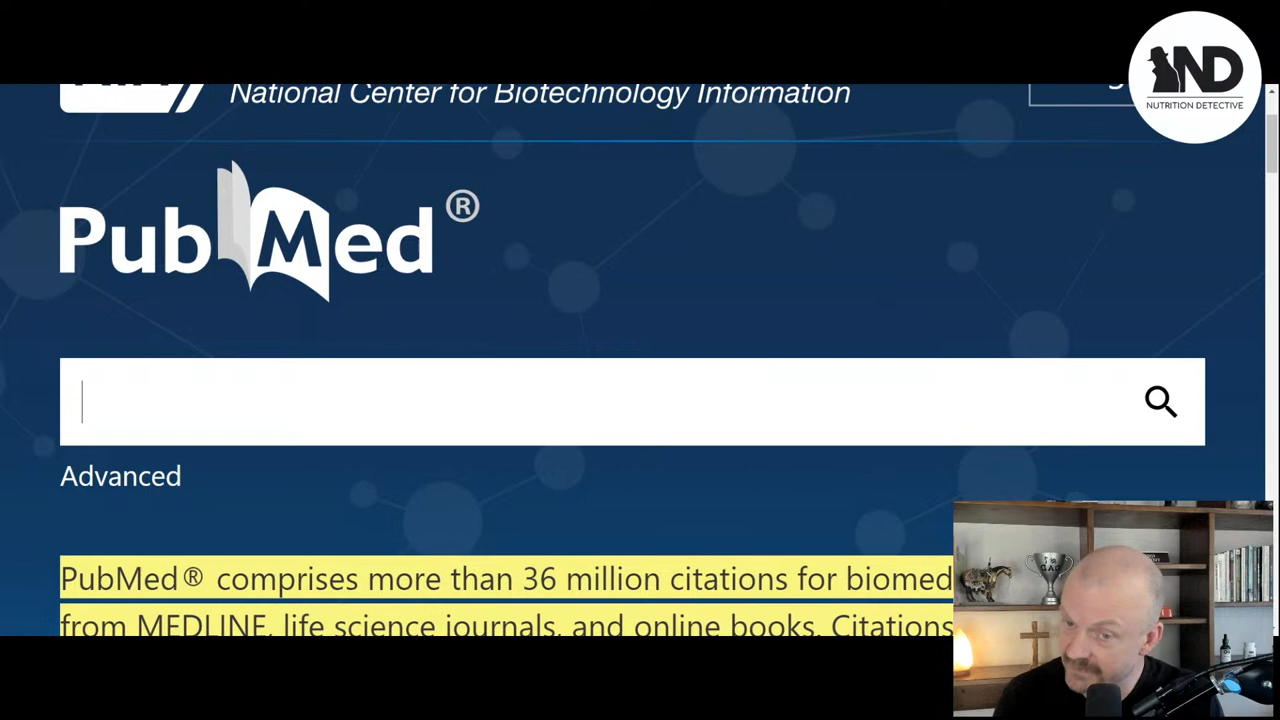 National Center for Biotechnology Information
ND
NUTRITION DETECTIVE
PubMed®
Advanced
PubMed® comprises more than 36 million citations for biomed
from MEDLINE, life science journals, and online books. Citations